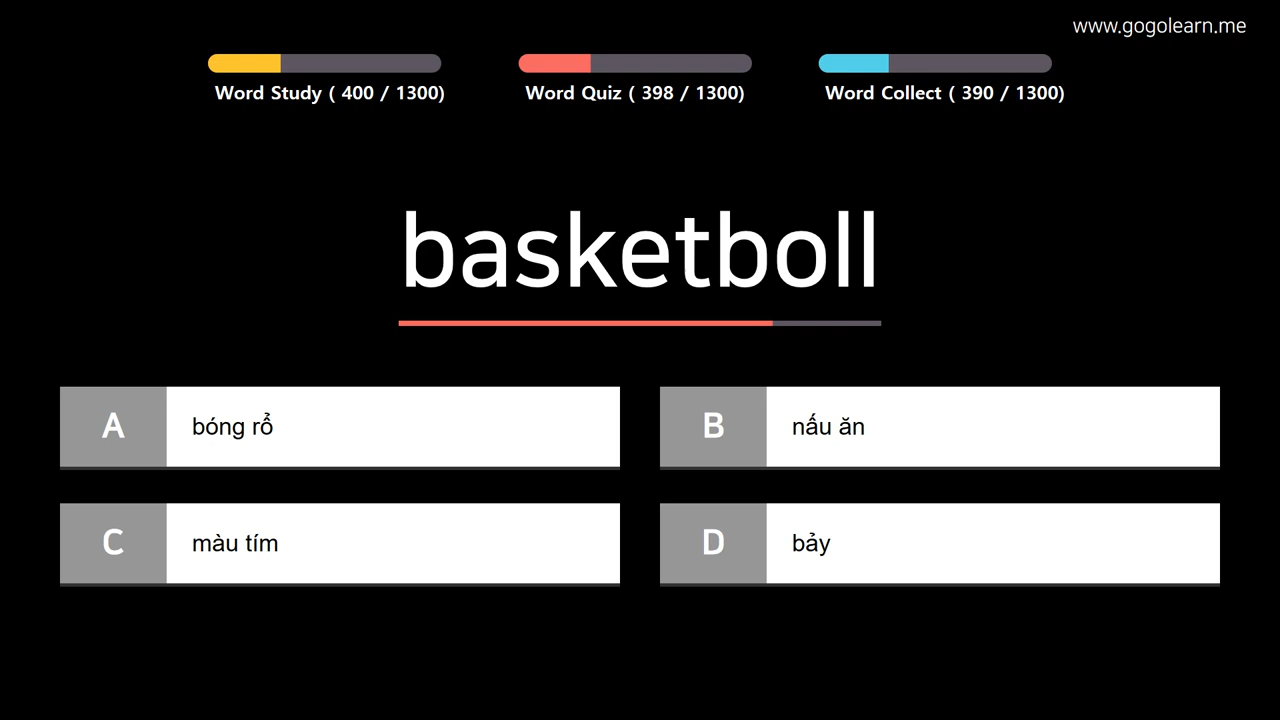 www.gogolearn.me
Word Study ( 400 / 1300)
Word Quiz ( 398 / 1300)
Word Collect ( 390 / 1300)
basketboll
A bóng rổ
B nấu ăn
C màu tím
D bảy